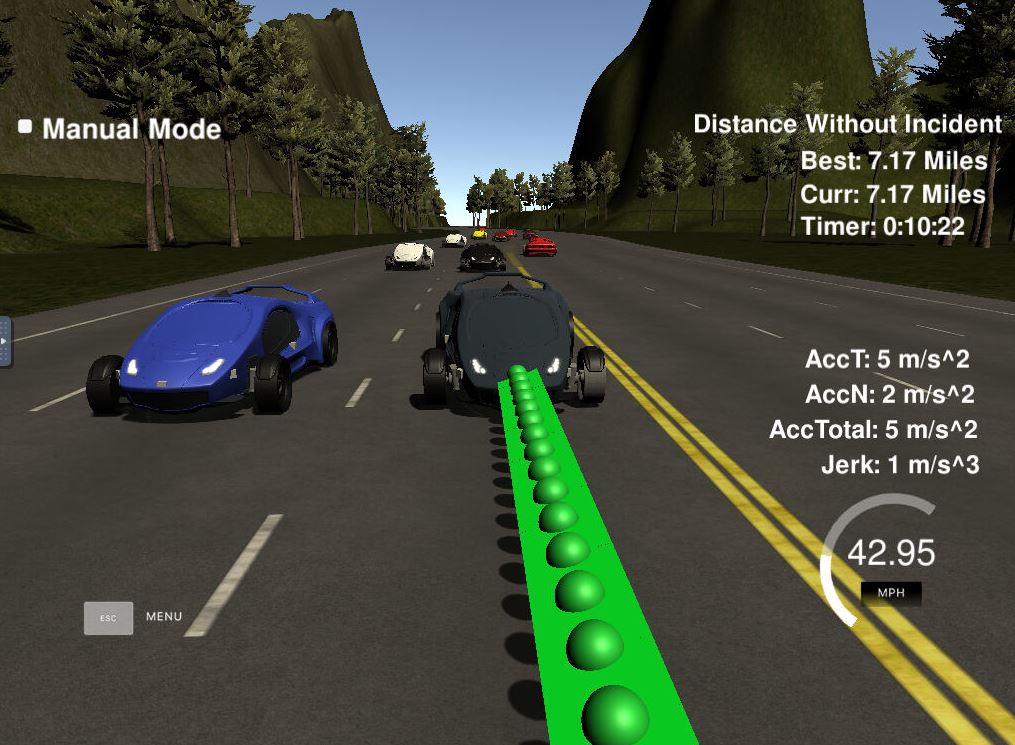 Manual Mode
Distance Without Incident
Best: 7.17 Miles
Curr: 7.17 Miles
Timer: 0:10:22
AccT: 5 m/s^2
AccN: 2 m/s^2
AccTotal: 5 m/s^2
Jerk: 1 m/s^3
42.95
MPH
ESC MENU